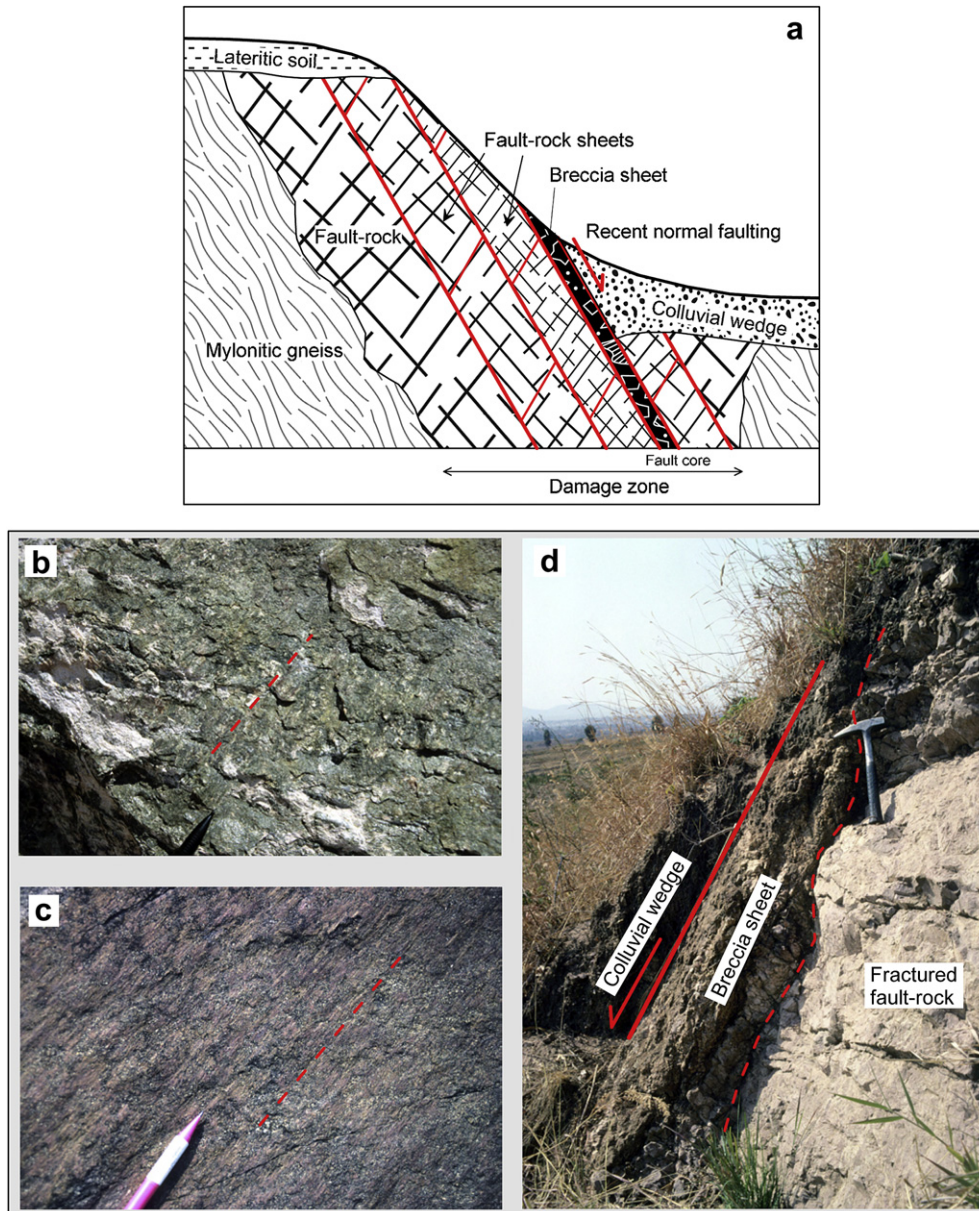 a
Lateritic soil
Fault-rock sheets
Breccia sheet
Fault-rock
Recent normal faulting
Colluvial wedge
Mylonitic gneiss
Fault core
Damage zone
b
c
d
Colluvial wedge
Breccia sheet
Fractured
fault-rock